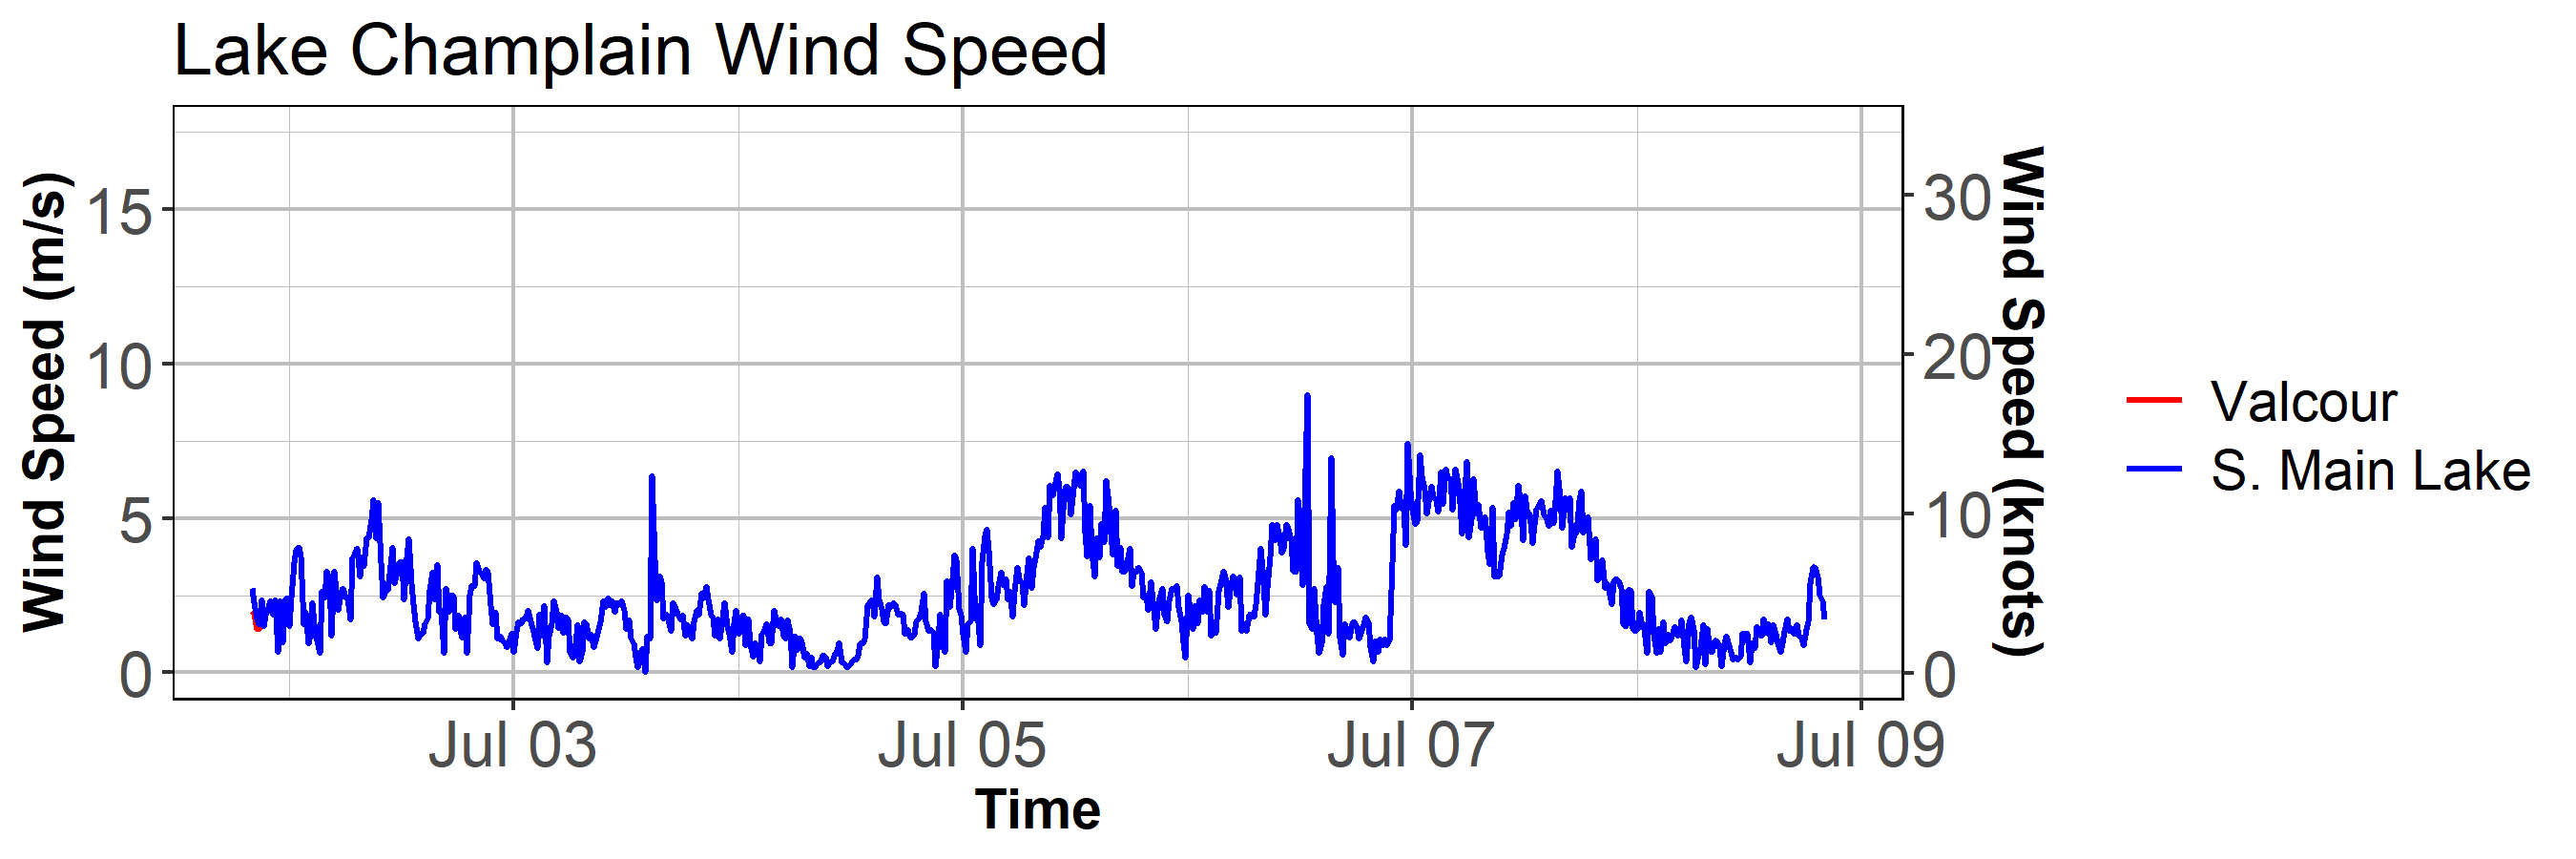 Lake Champlain Wind Speed
Wind Speed (m/s)
15
10
5
0
30
20
10
0
Wind Speed (knots)
Jul 03
Jul 05
Jul 07
Jul 09
Time
Valcour
S. Main Lake